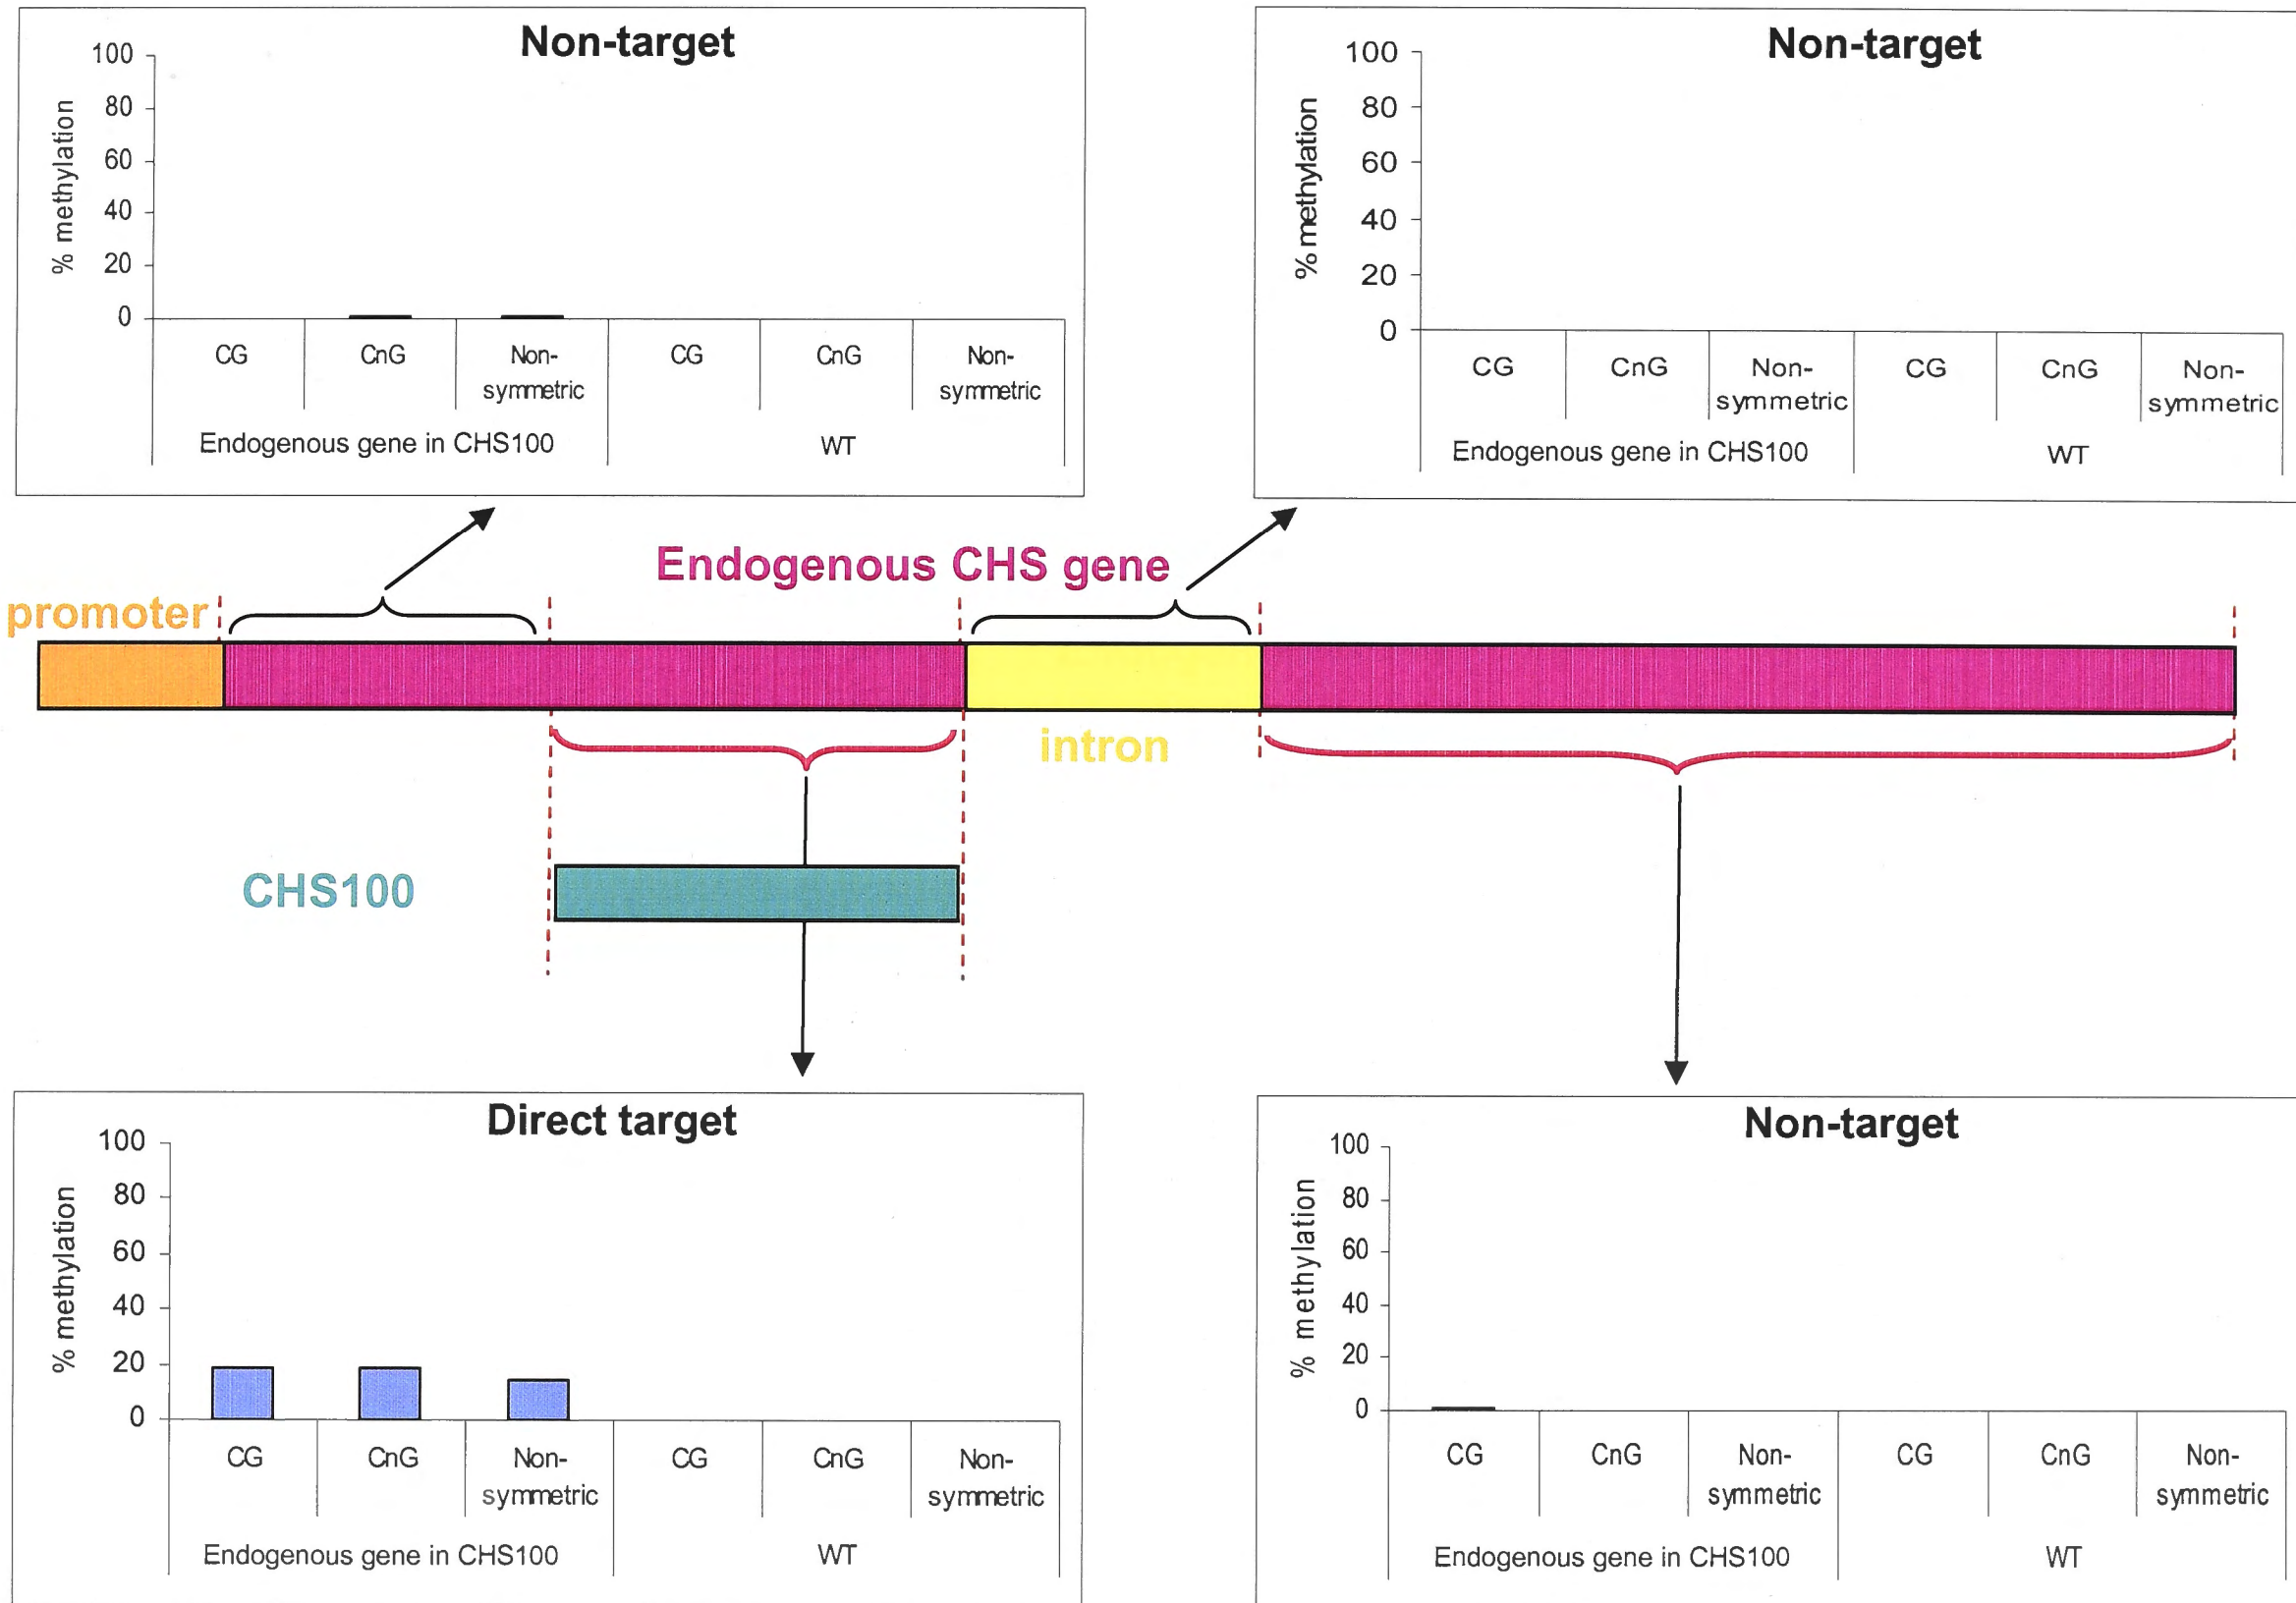 Non-target
% methylation
100
80
60
40
20
0
CG
CnG
Non-
symmetric
CG
CnG
Non-
symmetric
Endogenous gene in CHS100
WT
Non-target
% methylation
100
80
60
40
20
0
CG
CnG
Non-
symmetric
CG
CnG
Non-
symmetric
Endogenous gene in CHS100
WT
Endogenous CHS gene
promoter
intron
CHS100
Direct target
% methylation
100
80
60
40
20
0
CG
CnG
Non-
symmetric
CG
CnG
Non-
symmetric
Endogenous gene in CHS100
WT
Non-target
% methylation
100
80
60
40
20
0
CG
CnG
Non-
symmetric
CG
CnG
Non-
symmetric
Endogenous gene in CHS100
WT